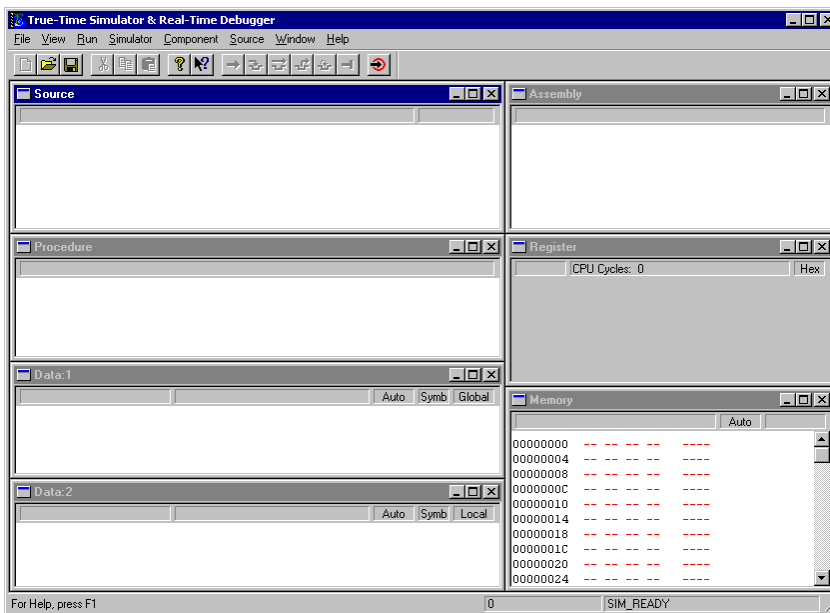 True-Time Simulator & Real-Time Debugger
File View Run Simulator Component Source Window Help
Source
Assembly
Procedure
Register
CPU Cycles: 0 Hex
Data:1
Auto Symb Global
Memory
Auto
00000000 -- -- -- -- ----
00000004 -- -- -- -- ----
00000008 -- -- -- -- ----
0000000C -- -- -- -- ----
00000010 -- -- -- -- ----
00000014 -- -- -- -- ----
00000018 -- -- -- -- ----
0000001C -- -- -- -- ----
00000020 -- -- -- -- ----
00000024 -- -- -- -- ----
Data:2
Auto Symb Local
For Help, press F1 0 SIM_READY